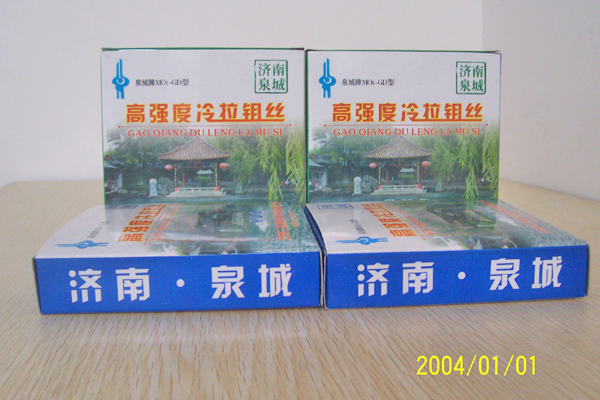 泉城牌MO1-GD型
济南
泉城
高强度冷拉钼丝
GAO QIANG DU LENG LA MU SI
泉城牌MO1-GD型
济南
泉城
高强度冷拉钼丝
GAO QIANG DU LENG LA MU SI
济南·泉城
济南·泉城
2004/01/01